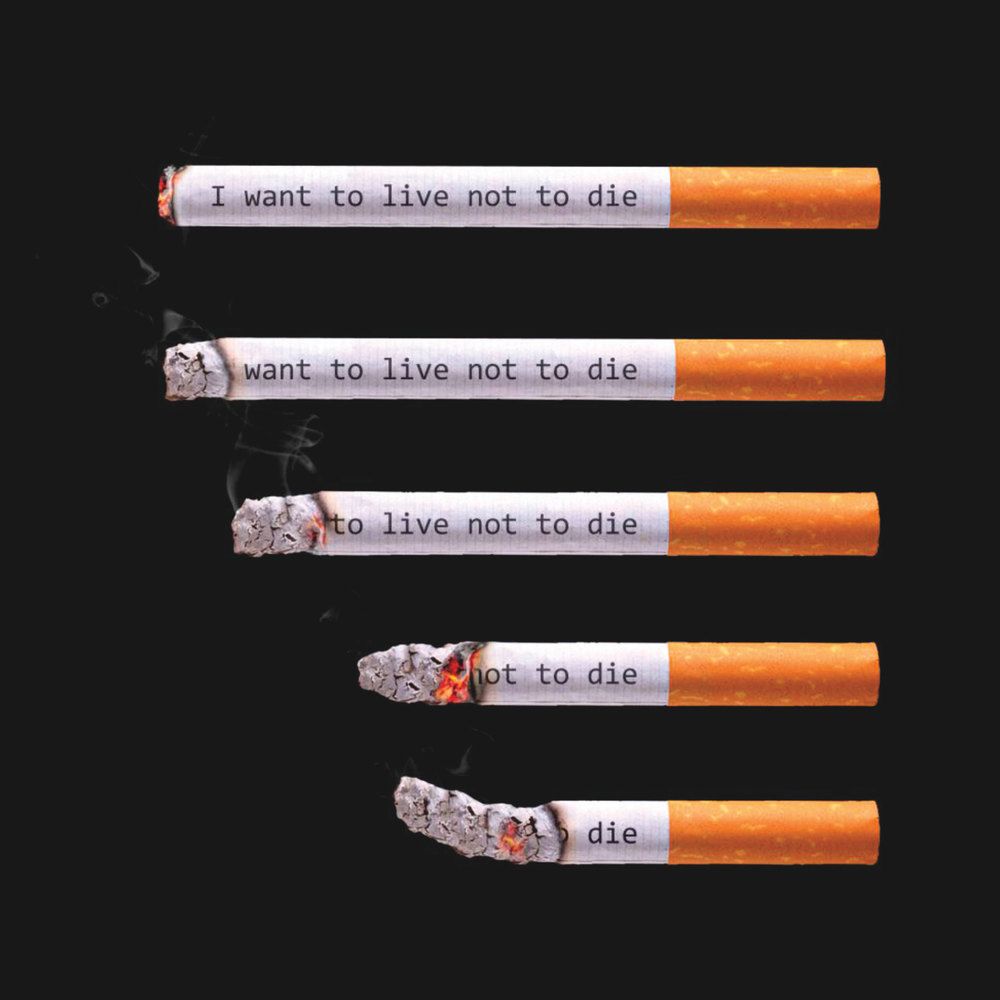 I want to live not to die
want to live not to die
to live not to die
not to die
die